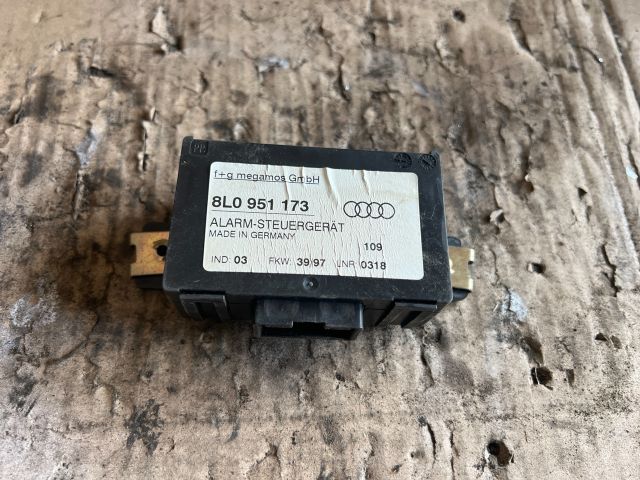 f+g megamos GmbH
8L0 951 173
ALARM-STEUERGERÄT
MADE IN GERMANY
109
IND: 03 FKW: 39/97 LNR 0318